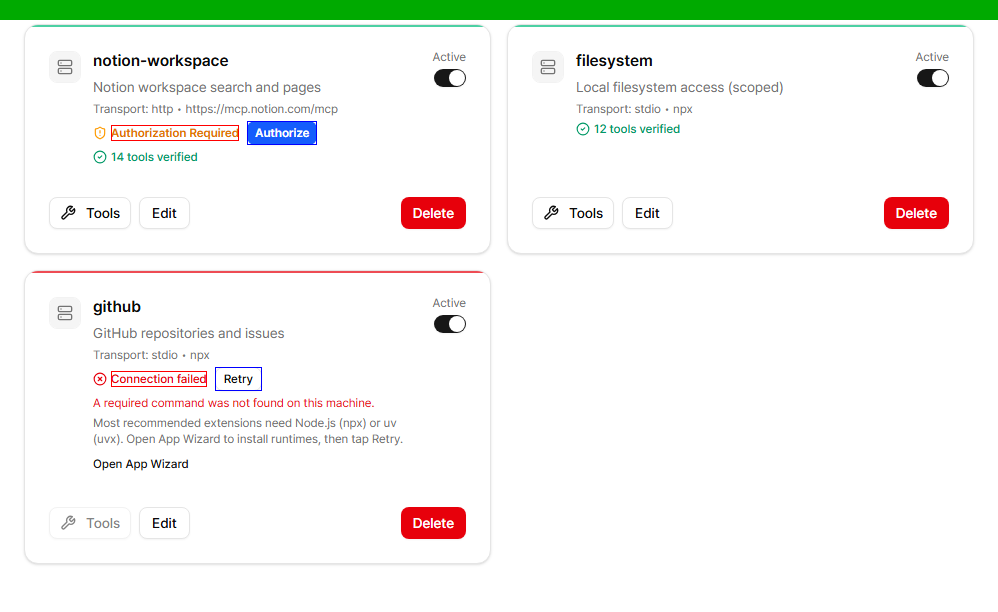 notion-workspace
Active
Notion workspace search and pages
Transport: http • https://mcp.notion.com/mcp
Authorization Required Authorize
14 tools verified
Tools Edit Delete
filesystem
Active
Local filesystem access (scoped)
Transport: stdio • npx
12 tools verified
Tools Edit Delete
github
Active
GitHub repositories and issues
Transport: stdio • npx
Connection failed Retry
A required command was not found on this machine.
Most recommended extensions need Node.js (npx) or uv
(uvx). Open App Wizard to install runtimes, then tap Retry.
Open App Wizard
Tools Edit Delete